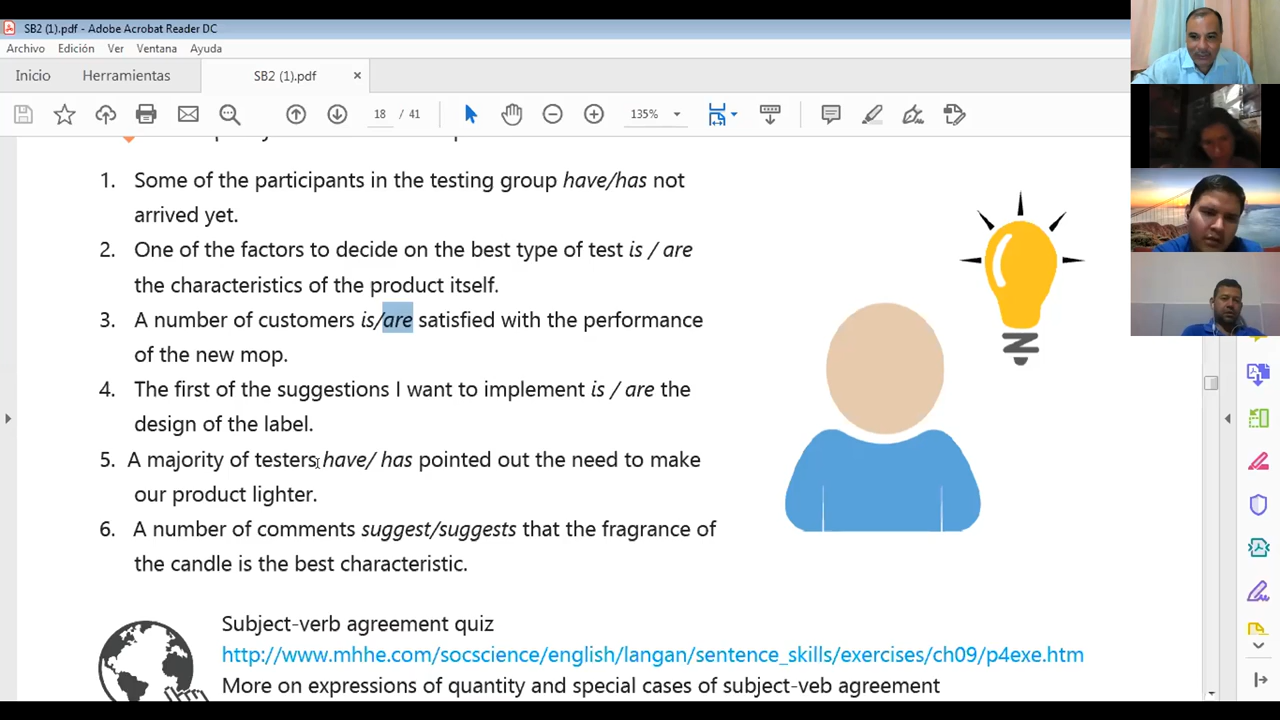 SB2 (1).pdf - Adobe Acrobat Reader DC
Archivo Edición Ver Ventana Ayuda
Inicio Herramientas SB2 (1).pdf ×
18 / 41 135%
1. Some of the participants in the testing group have/has not
arrived yet.
2. One of the factors to decide on the best type of test is / are
the characteristics of the product itself.
3. A number of customers is/are satisfied with the performance
of the new mop.
4. The first of the suggestions I want to implement is / are the
design of the label.
5. A majority of testers have/ has pointed out the need to make
our product lighter.
6. A number of comments suggest/suggests that the fragrance of
the candle is the best characteristic.
Subject-verb agreement quiz
http://www.mhhe.com/socscience/english/langan/sentence_skills/exercises/ch09/p4exe.htm
More on expressions of quantity and special cases of subject-veb agreement